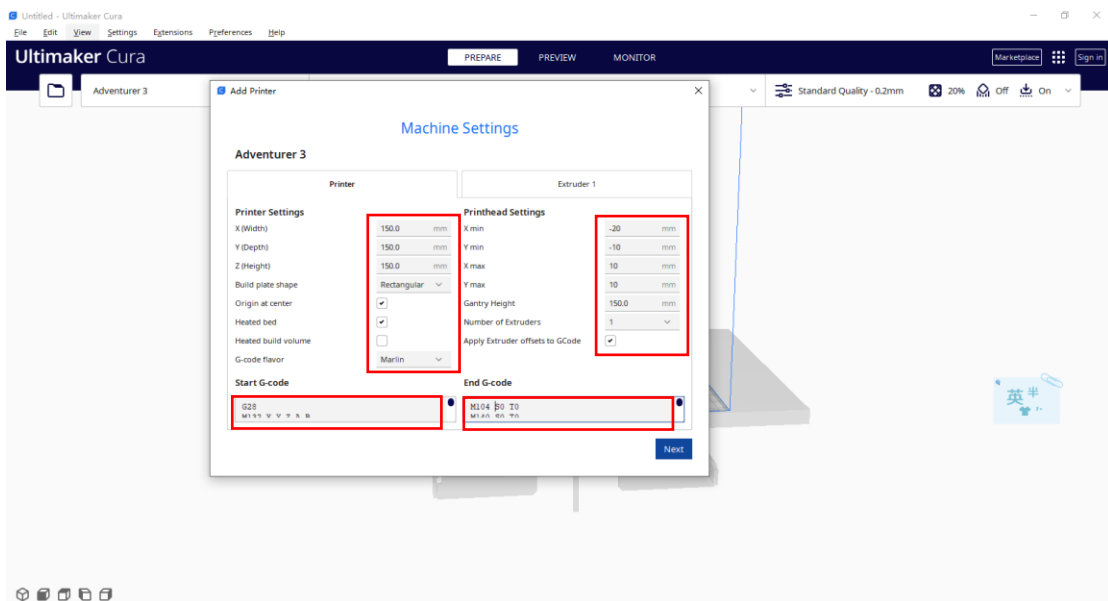 Untitled - Ultimaker Cura
File Edit View Settings Extensions Preferences Help
Ultimaker Cura
PREPARE PREVIEW MONITOR
Marketplace Sign in
Adventurer 3
Standard Quality - 0.2mm 20% Off On
Add Printer
Machine Settings
Adventurer 3
Printer Extruder 1
Printer Settings
X (Width) 150.0 mm
Y (Depth) 150.0 mm
Z (Height) 150.0 mm
Build plate shape Rectangular
Origin at center
Heated bed
Heated build volume
G-code flavor Marlin
Printhead Settings
X min -20 mm
Y min -10 mm
X max 10 mm
Y max 10 mm
Gantry Height 150.0 mm
Number of Extruders 1
Apply Extruder offsets to GCode
Start G-code
G28
End G-code
M104 S0 T0
M140 S0 T0
Next
英 半